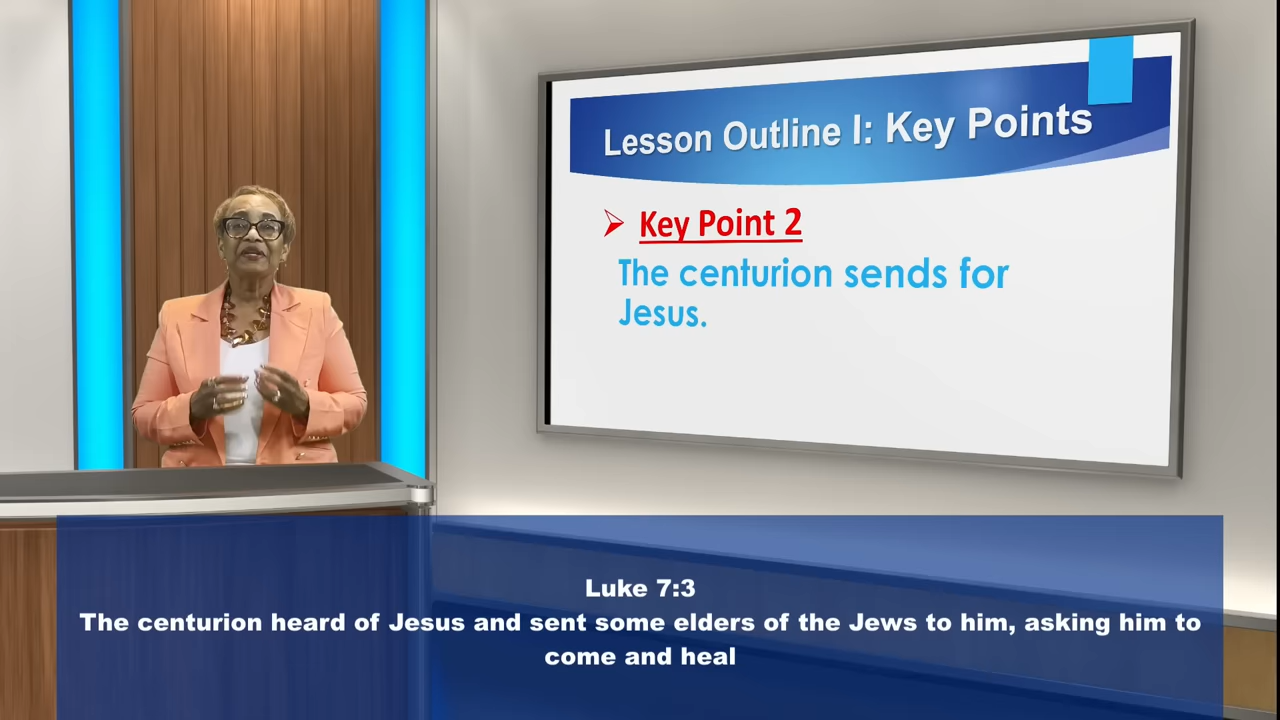 Lesson Outline I: Key Points
Key Point 2
The centurion sends for
Jesus.
Luke 7:3
The centurion heard of Jesus and sent some elders of the Jews to him, asking him to
come and heal